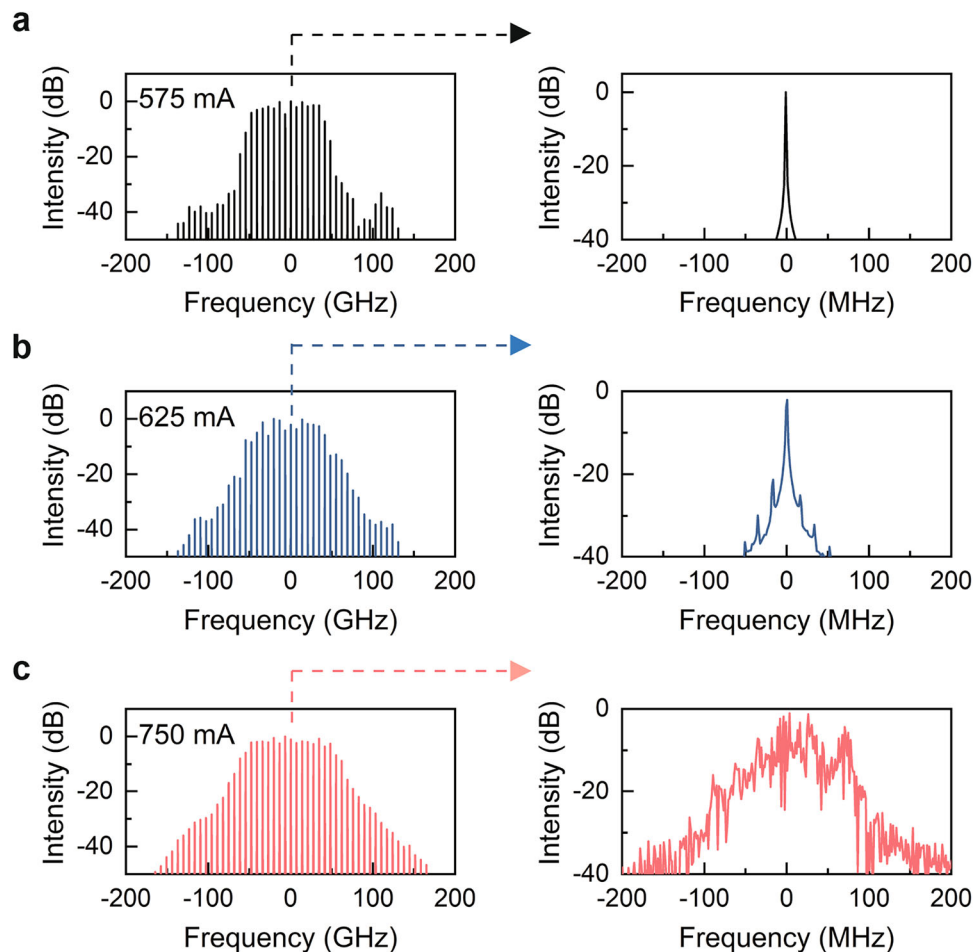 a
575 mA
Intensity (dB)
0
-20
-40
-200 -100 0 100 200
Frequency (GHz)
Intensity (dB)
0
-20
-40
-200 -100 0 100 200
Frequency (MHz)
b
625 mA
Intensity (dB)
0
-20
-40
-200 -100 0 100 200
Frequency (GHz)
Intensity (dB)
0
-20
-40
-200 -100 0 100 200
Frequency (MHz)
c
750 mA
Intensity (dB)
0
-20
-40
-200 -100 0 100 200
Frequency (GHz)
Intensity (dB)
0
-20
-40
-200 -100 0 100 200
Frequency (MHz)